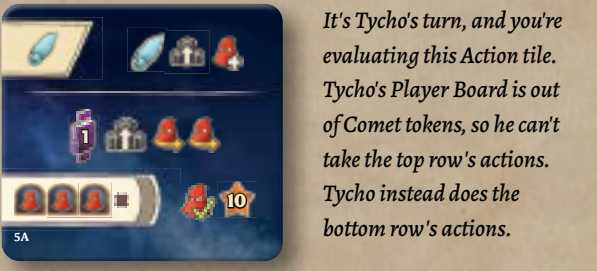 It's Tycho's turn, and you're
evaluating this Action tile.
Tycho's Player Board is out
of Comet tokens, so he can't
take the top row's actions.
Tycho instead does the
bottom row's actions.
1
10
5A